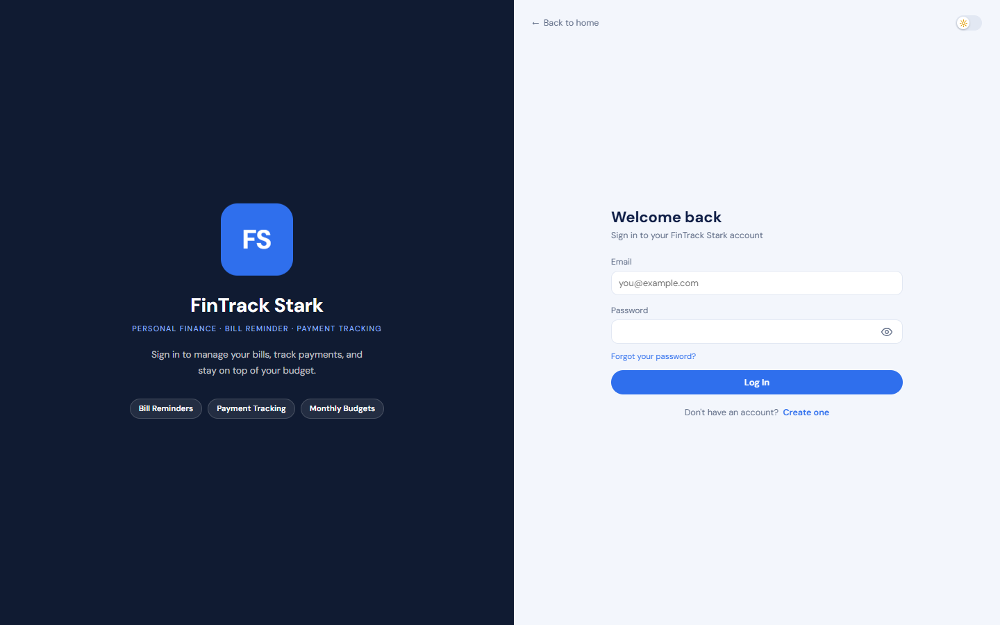 FS
FinTrack Stark
PERSONAL FINANCE · BILL REMINDER · PAYMENT TRACKING
Sign in to manage your bills, track payments, and
stay on top of your budget.
Bill Reminders
Payment Tracking
Monthly Budgets
← Back to home
Welcome back
Sign in to your FinTrack Stark account
Email
you@example.com
Password
Forgot your password?
Log In
Don't have an account? Create one